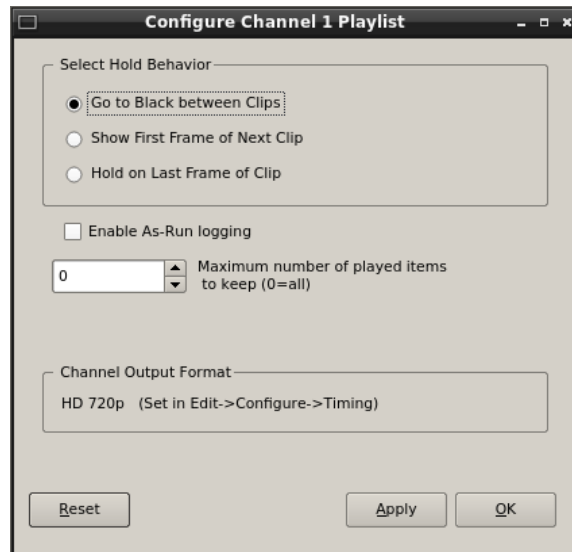 Configure Channel 1 Playlist
Select Hold Behavior
Go to Black between Clips
Show First Frame of Next Clip
Hold on Last Frame of Clip
Enable As-Run logging
0
Maximum number of played items
to keep (0=all)
Channel Output Format
HD 720p (Set in Edit->Configure->Timing)
Reset
Apply
OK